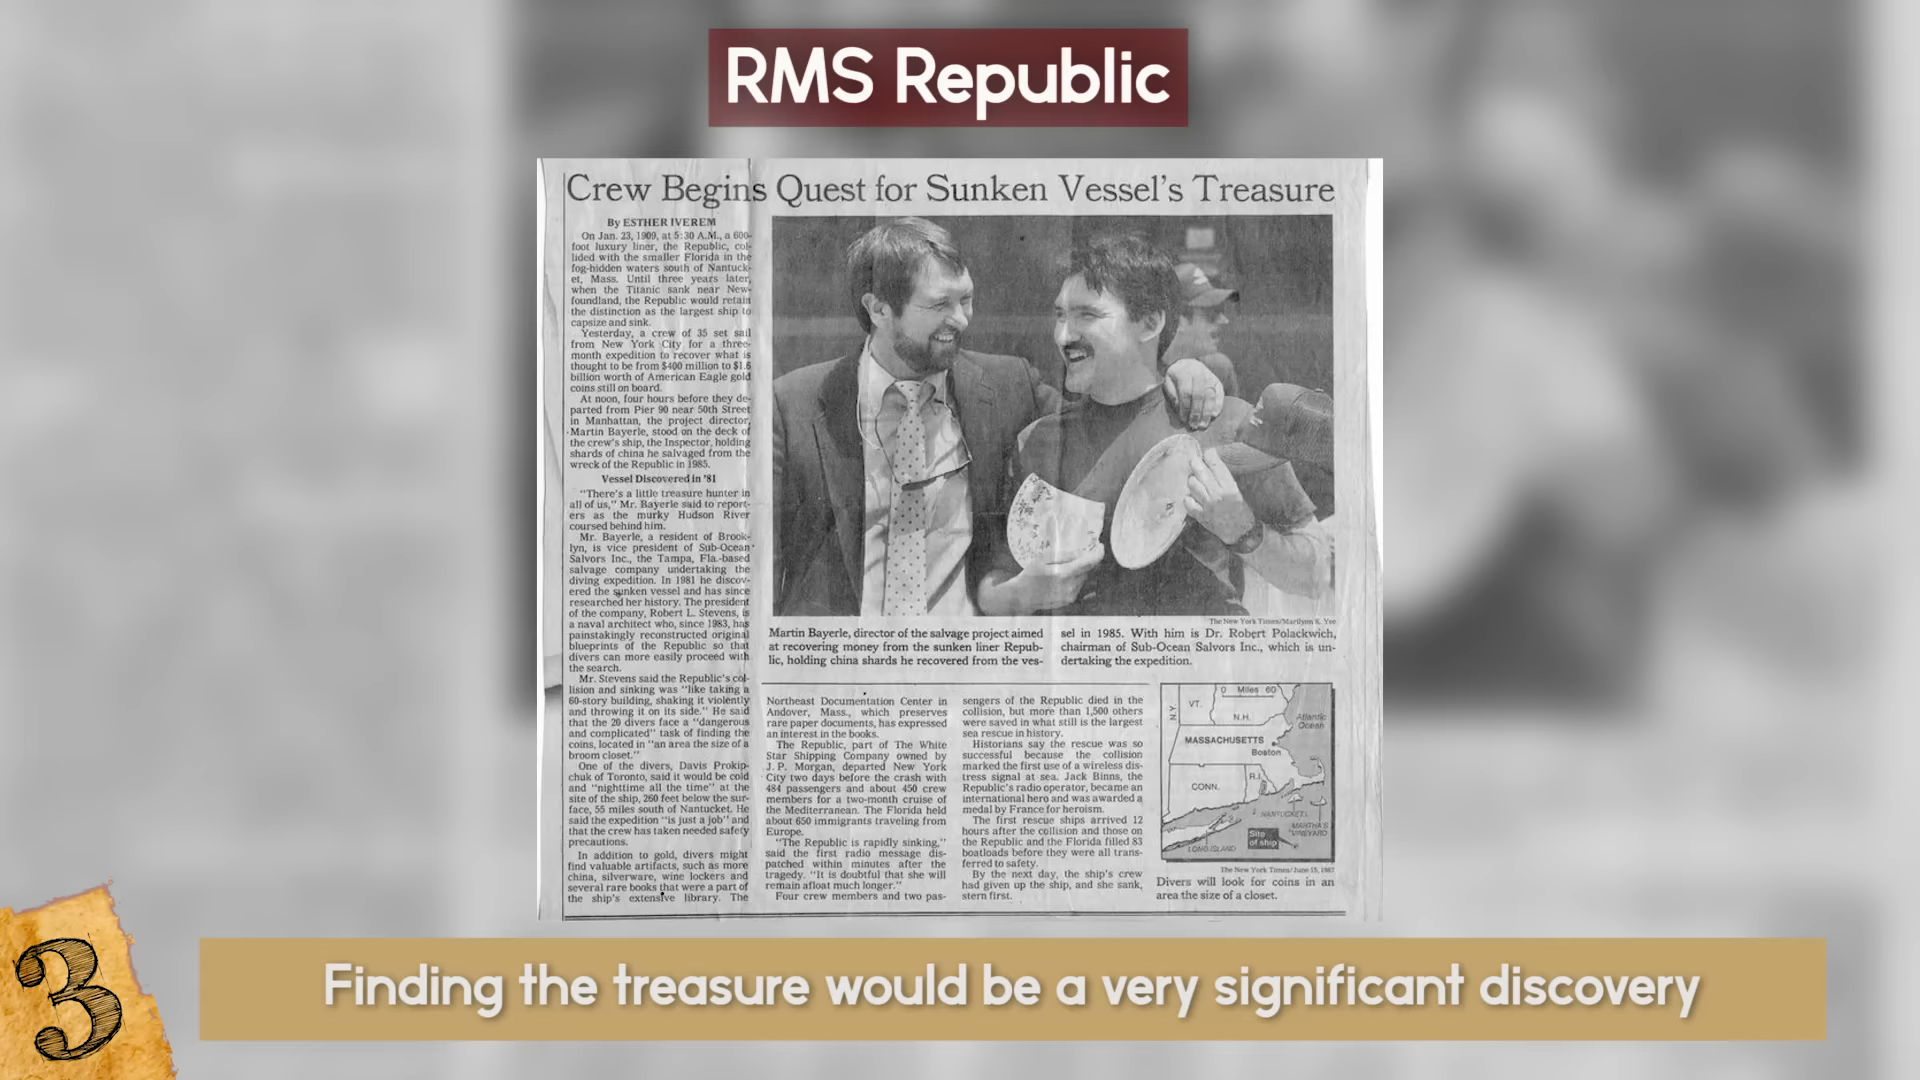 RMS Republic
Crew Begins Quest for Sunken Vessel's Treasure
By ESTHER IVEREM
On Jan. 23, 1909, at 5:30 A.M., a 600-
foot luxury liner, the Republic, col-
lided with the smaller Florida in the
fog-hidden waters south of Nantuck-
et, Mass. Until three years later,
when the Titanic sank near New-
foundland, the Republic would retain
the distinction as the largest ship to
capsize and sink.
Yesterday, a crew of 35 set sail
from New York City for a three-
month expedition to recover what is
thought to be from $400 million to $1.6
billion worth of American Eagle gold
coins still on board.
At noon, four hours before they de-
parted from Pier 90 near 50th Street
in Manhattan, the project director,
Martin Bayerle, stood on the deck of
the crew's ship, the Inspector, holding
shards of china he salvaged from the
wreck of the Republic in 1985.
Vessel Discovered in '81
"There's a little treasure hunter in
all of us," Mr. Bayerle said to report-
ers as the murky Hudson River
coursed behind him.
Mr. Bayerle, a resident of Brook-
lyn, is vice president of Sub-Ocean
Salvors Inc., the Tampa, Fla.-based
salvage company undertaking the
diving expedition. In 1981 he discov-
ered the sunken vessel and has since
researched her history. The president
of the company, Robert L. Stevens, is
a naval architect who, since 1983, has
painstakingly reconstructed original
blueprints of the Republic so that
divers can more easily proceed with
the search.
Mr. Stevens said the Republic's col-
lision and sinking was "like taking a
60-story building, shaking it violently
and throwing it on its side." He said
that the 20 divers face a "dangerous
and complicated" task of finding the
coins, located in "an area the size of a
broom closet."
One of the divers, Davis Prokip-
chuk of Toronto, said it would be cold
and "nighttime all the time" at the
site of the ship, 260 feet below the sur-
face, 55 miles south of Nantucket. He
said the expedition "is just a job" and
that the crew has taken needed safety
precautions.
In addition to gold, divers might
find valuable artifacts, such as more
china, silverware, wine lockers and
several rare books that were a part of
the ship's extensive library. The
The New York Times/Marilynn K. Yee
Martin Bayerle, director of the salvage project aimed
at recovering money from the sunken liner Repub-
lic, holding china shards he recovered from the ves-
sel in 1985. With him is Dr. Robert Polackwich,
chairman of Sub-Ocean Salvors Inc., which is un-
dertaking the expedition.
Northeast Documentation Center in
Andover, Mass., which preserves
rare paper documents, has expressed
an interest in the books.
The Republic, part of The White
Star Shipping Company owned by
J. P. Morgan, departed New York
City two days before the crash with
484 passengers and about 450 crew
members for a two-month cruise of
the Mediterranean. The Florida held
about 650 immigrants traveling from
Europe.
"The Republic is rapidly sinking,"
said the first radio message dis-
patched within minutes after the
tragedy. "It is doubtful that she will
remain afloat much longer."
Four crew members and two pas-
sengers of the Republic died in the
collision, but more than 1,500 others
were saved in what still is the largest
sea rescue in history.
Historians say the rescue was so
successful because the collision
marked the first use of a wireless dis-
tress signal at sea. Jack Binns, the
Republic's radio operator, became an
international hero and was awarded a
medal by France for heroism.
The first rescue ships arrived 12
hours after the collision and those on
the Republic and the Florida filled 83
boatloads before they were all trans-
ferred to safety.
By the next day, the ship's crew
had given up the ship, and she sank,
stern first.
0 Miles 60
N.Y.
VT.
N.H.
Atlantic
Ocean
MASSACHUSETTS
Boston
CONN.
R.I.
NANTUCKET I.
MARTHA'S
VINEYARD
LONG ISLAND
Site
of ship
The New York Times/June 15, 1987
Divers will look for coins in an
area the size of a closet.
3
Finding the treasure would be a very significant discovery